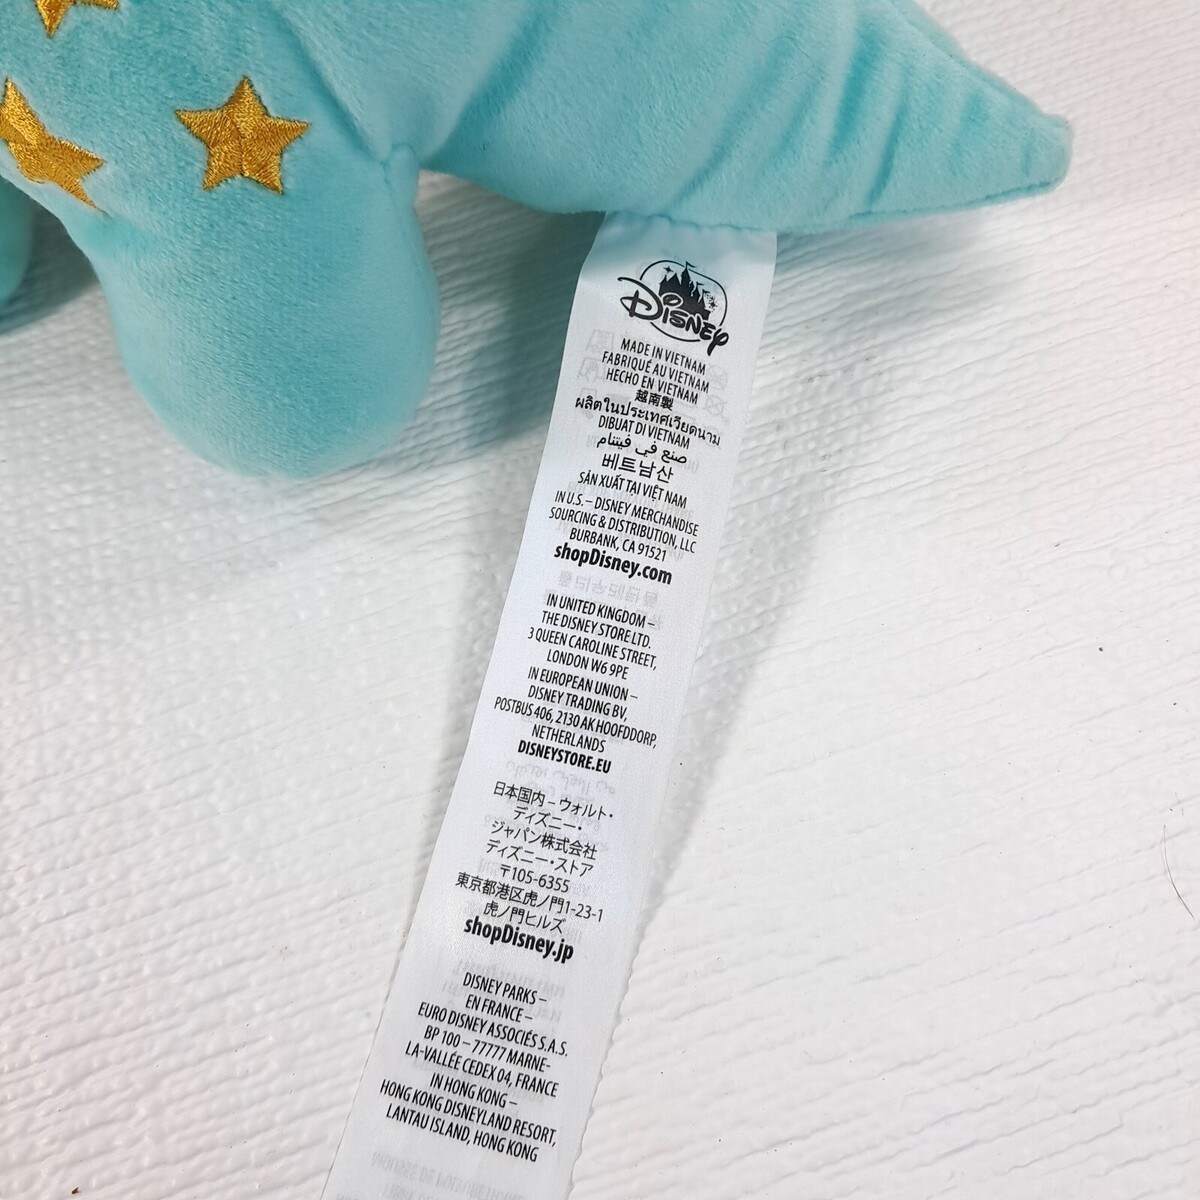 Disney
MADE IN VIETNAM
FABRIQUÉ AU VIETNAM
HECHO EN VIETNAM
越南製
ผลิตในประเทศเวียดนาม
DIBUAT DI VIETNAM
صنع في فيتنام
베트남산
SẢN XUẤT TẠI VIỆT NAM
IN U.S. – DISNEY MERCHANDISE
SOURCING & DISTRIBUTION, LLC
BURBANK, CA 91521
shopDisney.com
IN UNITED KINGDOM –
THE DISNEY STORE LTD.
3 QUEEN CAROLINE STREET,
LONDON W6 9PE
IN EUROPEAN UNION –
DISNEY TRADING BV,
POSTBUS 406, 2130 AK HOOFDDORP,
NETHERLANDS
DISNEYSTORE.EU
日本国内 – ウォルト・
ディズニー・
ジャパン株式会社
ディズニー・ストア
〒105-6355
東京都港区虎ノ門1-23-1
虎ノ門ヒルズ
shopDisney.jp
DISNEY PARKS –
EN FRANCE –
EURO DISNEY ASSOCIÉS S.A.S.
BP 100 – 77777 MARNE-
LA-VALLÉE CEDEX 04, FRANCE
IN HONG KONG –
HONG KONG DISNEYLAND RESORT,
LANTAU ISLAND, HONG KONG